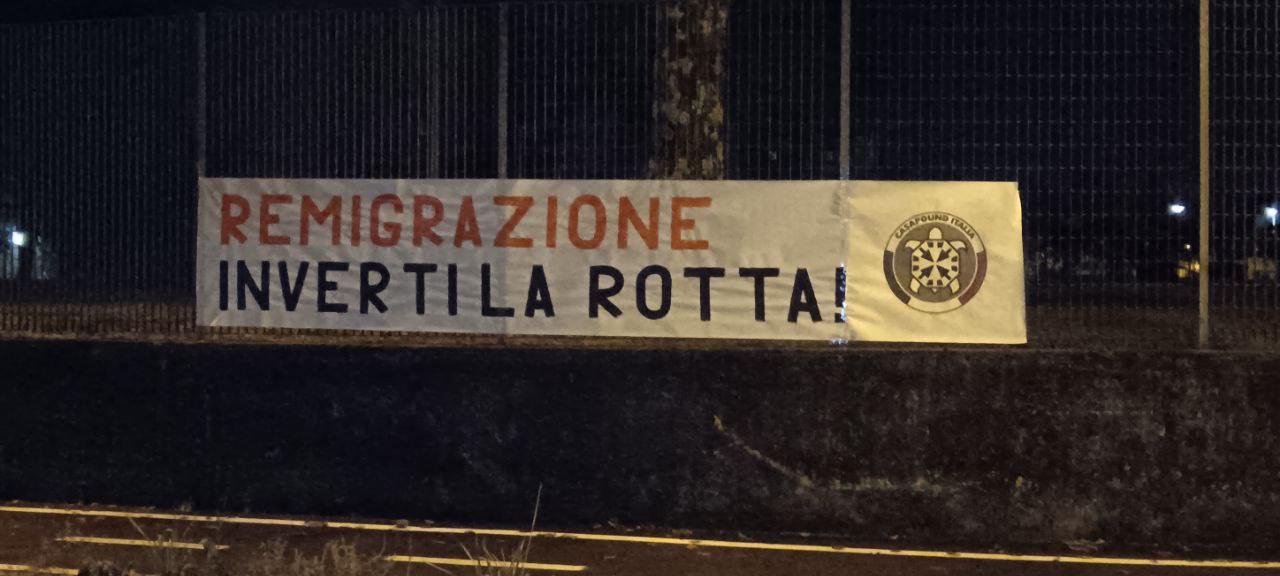 REMIGRAZIONE
INVERTI LA ROTTA!
CASAPOUND ITALIA